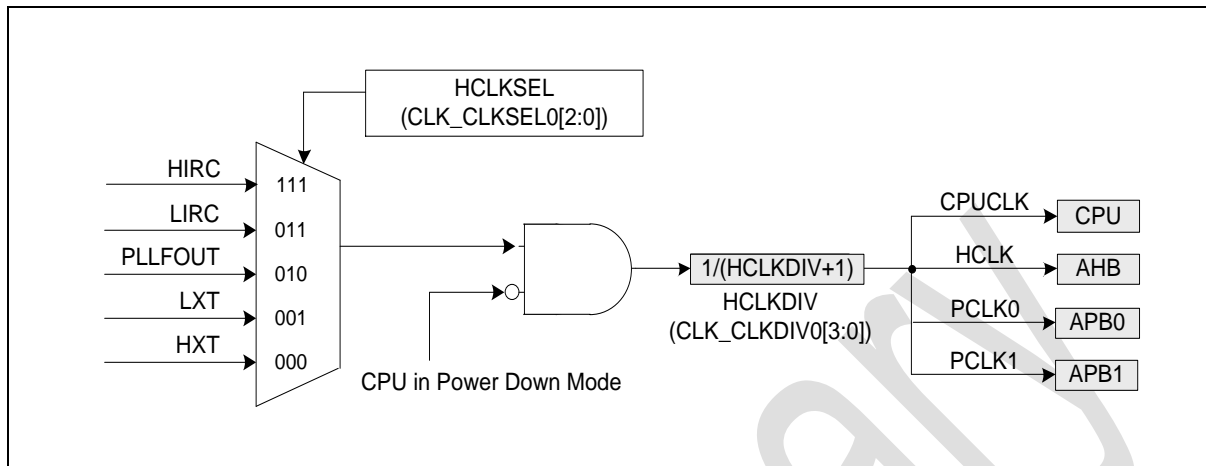 HCLKSEL
(CLK_CLKSEL0[2:0])
HIRC
111
LIRC
011
PLLFOUT
010
LXT
001
HXT
000
CPU in Power Down Mode
1/(HCLKDIV+1)
HCLKDIV
(CLK_CLKDIV0[3:0])
CPUCLK
CPU
HCLK
AHB
PCLK0
APB0
PCLK1
APB1